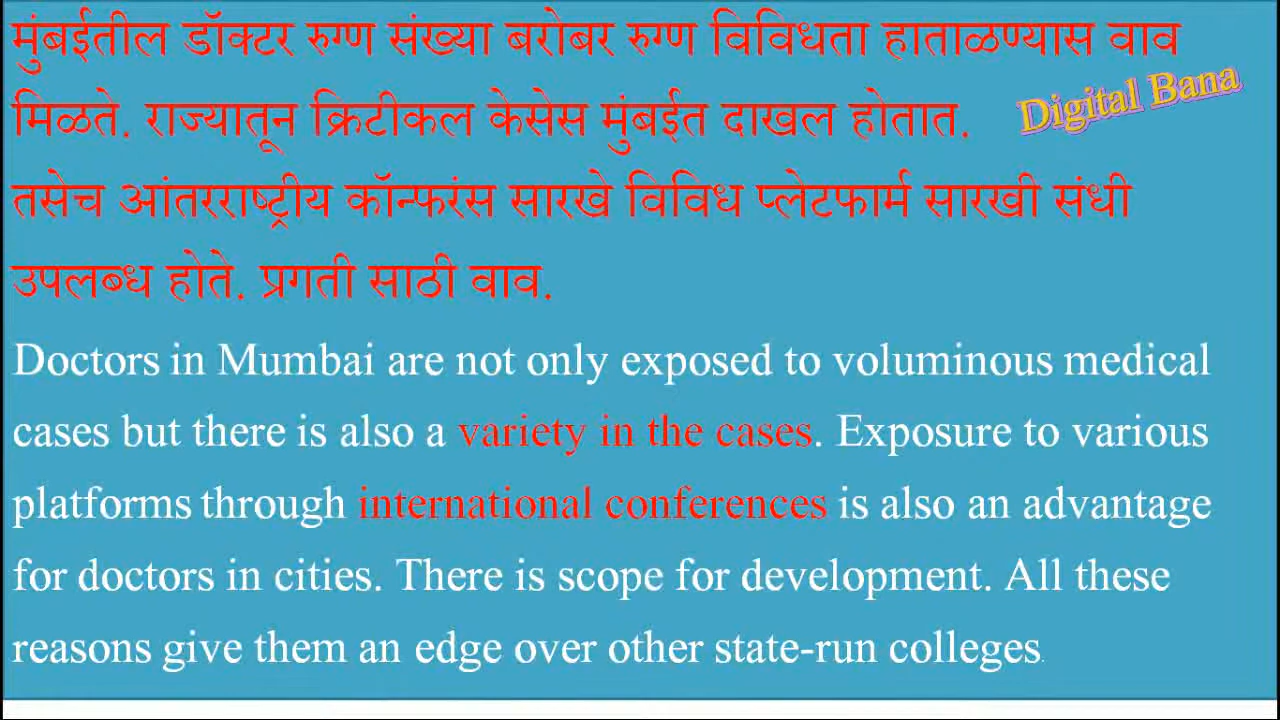 मुंबईतील डॉक्टर रुग्ण संख्या बरोबर रुग्ण विविधता हाताळण्यास वाव
मिळते. राज्यातून क्रिटीकल केसेस मुंबईत दाखल होतात.
Digital Bana
तसेच आंतरराष्ट्रीय कॉन्फरंस सारखे विविध प्लेटफार्म सारखी संधी
उपलब्ध होते. प्रगती साठी वाव.
Doctors in Mumbai are not only exposed to voluminous medical
cases but there is also a variety in the cases. Exposure to various
platforms through international conferences is also an advantage
for doctors in cities. There is scope for development. All these
reasons give them an edge over other state-run colleges.